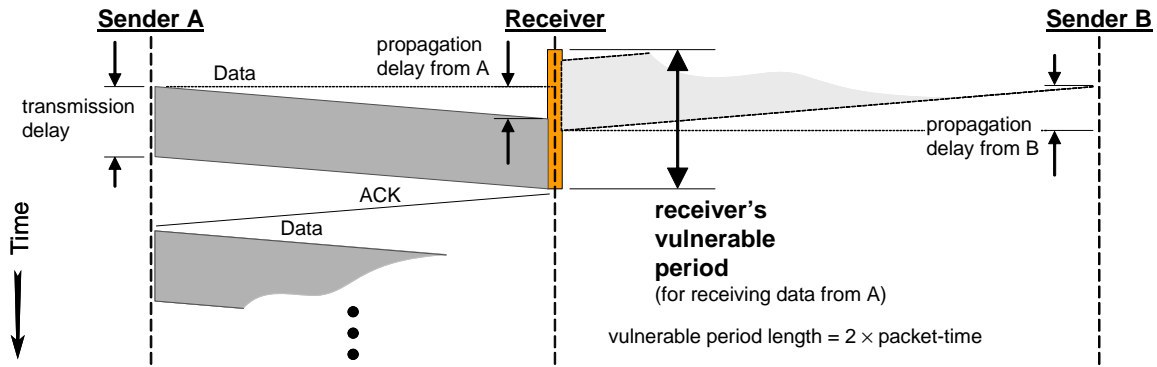 Sender A
Receiver
Sender B
propagation
delay from A
Data
transmission
delay
propagation
delay from B
ACK
Data
Time
receiver's
vulnerable
period
(for receiving data from A)
vulnerable period length = 2 × packet-time